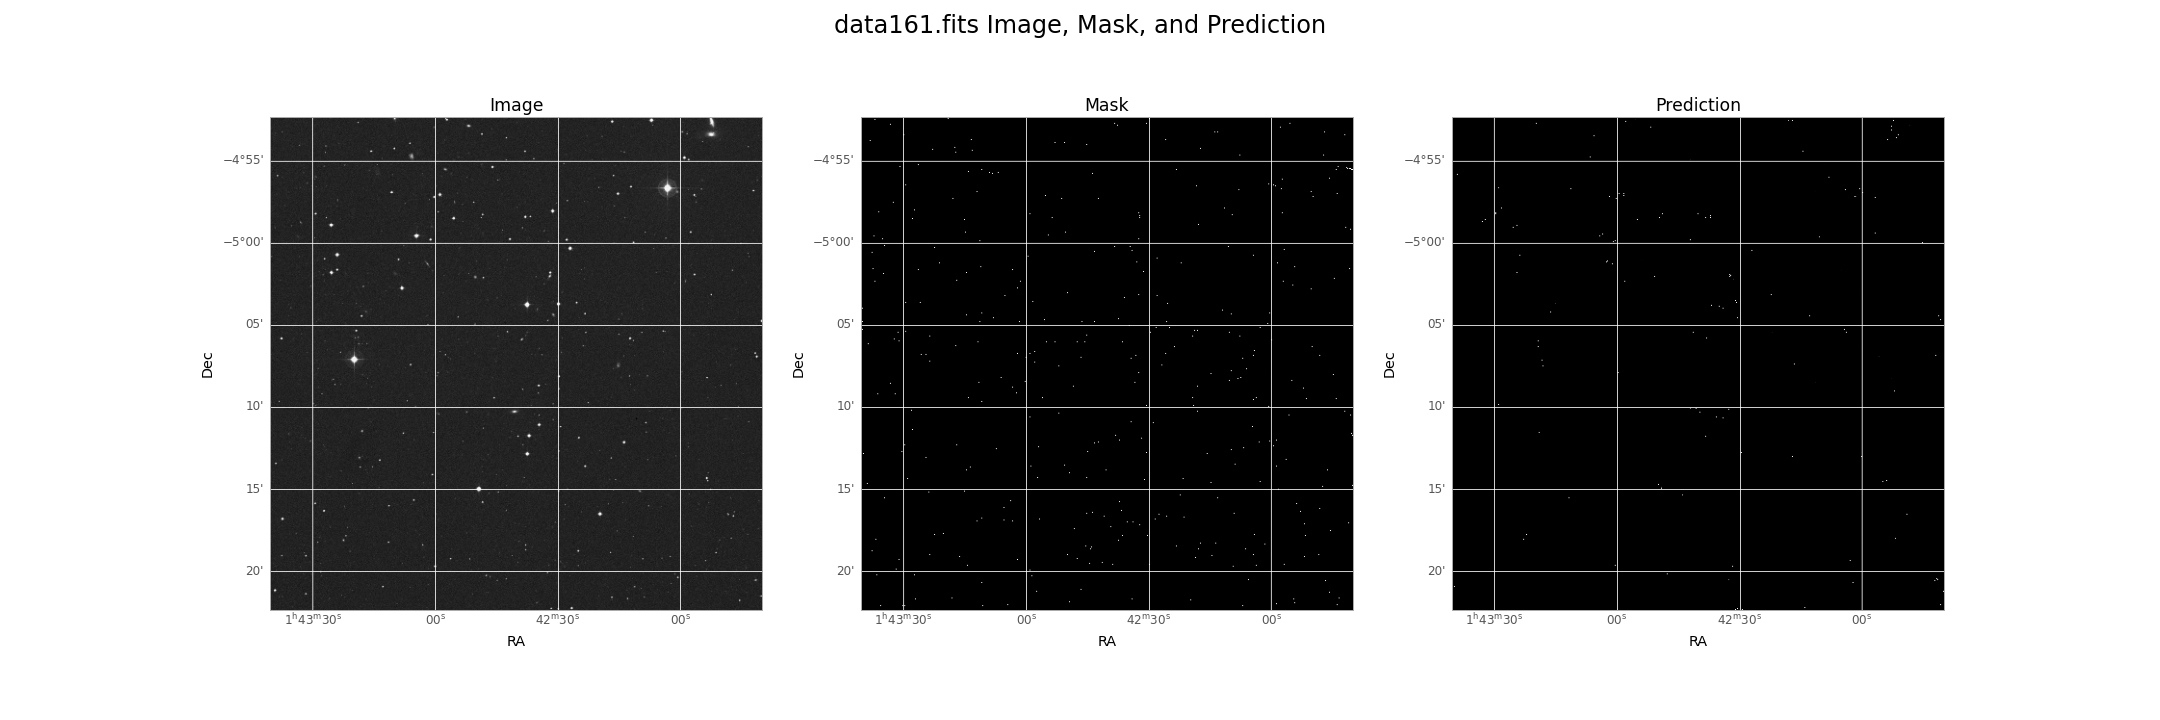 data161.fits Image, Mask, and Prediction
Image
Mask
Prediction
−4°55'
−5°00'
05'
10'
15'
20'
Dec
1ʰ43ᵐ30ˢ 00ˢ 42ᵐ30ˢ 00ˢ
RA
−4°55'
−5°00'
05'
10'
15'
20'
Dec
1ʰ43ᵐ30ˢ 00ˢ 42ᵐ30ˢ 00ˢ
RA
−4°55'
−5°00'
05'
10'
15'
20'
Dec
1ʰ43ᵐ30ˢ 00ˢ 42ᵐ30ˢ 00ˢ
RA